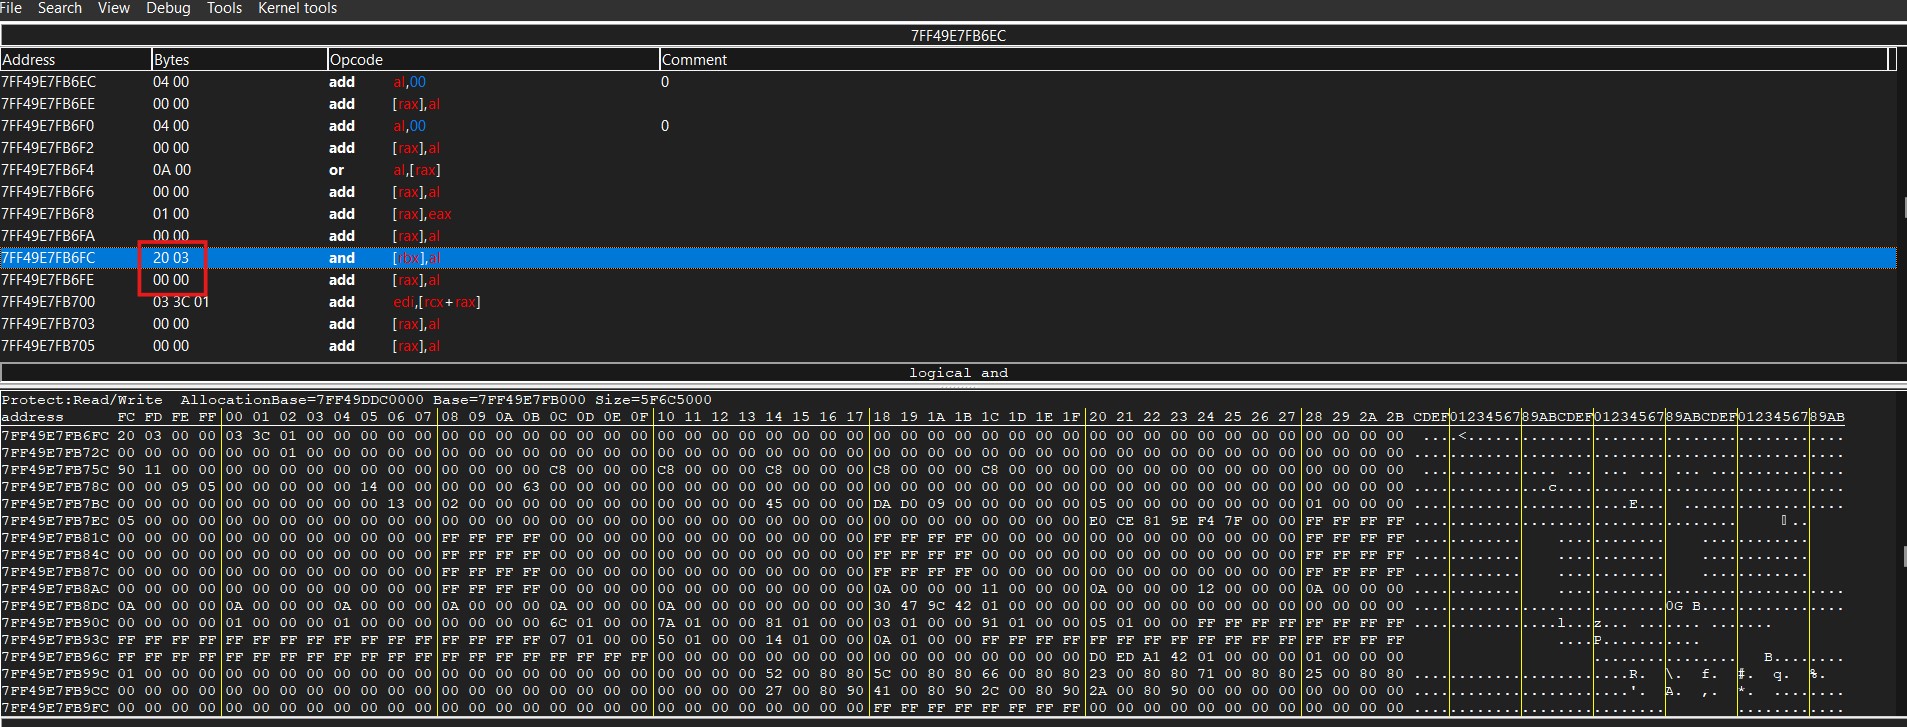 File Search View Debug Tools Kernel tools
7FF49E7FB6EC
Address Bytes Opcode Comment
7FF49E7FB6EC 04 00 add al,00 0
7FF49E7FB6EE 00 00 add [rax],al
7FF49E7FB6F0 04 00 add al,00 0
7FF49E7FB6F2 00 00 add [rax],al
7FF49E7FB6F4 0A 00 or al,[rax]
7FF49E7FB6F6 00 00 add [rax],al
7FF49E7FB6F8 01 00 add [rax],eax
7FF49E7FB6FA 00 00 add [rax],al
7FF49E7FB6FC 20 03 and [rbx],al
7FF49E7FB6FE 00 00 add [rax],al
7FF49E7FB700 03 3C 01 add edi,[rcx+rax]
7FF49E7FB703 00 00 add [rax],al
7FF49E7FB705 00 00 add [rax],al
logical and
Protect:Read/Write AllocationBase=7FF49DDC0000 Base=7FF49E7FB000 Size=5F6C5000
address FC FD FE FF 00 01 02 03 04 05 06 07 08 09 0A 0B 0C 0D 0E 0F 10 11 12 13 14 15 16 17 18 19 1A 1B 1C 1D 1E 1F 20 21 22 23 24 25 26 27 28 29 2A 2B CDEF0123456789ABCDEF0123456789ABCDEF0123456789AB
7FF49E7FB6FC 20 03 00 00 03 3C 01 00 00 00 00 00 00 00 00 00 00 00 00 00 00 00 00 00 00 00 00 00 00 00 00 00 00 00 00 00 00 00 00 00 00 00 00 00 00 00 00 00
7FF49E7FB72C 00 00 00 00 00 00 01 00 00 00 00 00 00 00 00 00 00 00 00 00 00 00 00 00 00 00 00 00 00 00 00 00 00 00 00 00 00 00 00 00 00 00 00 00 00 00 00 00
7FF49E7FB75C 90 11 00 00 00 00 00 00 00 00 00 00 00 00 00 00 C8 00 00 00 C8 00 00 00 C8 00 00 00 C8 00 00 00 C8 00 00 00 00 00 00 00 00 00 00 00 00 00 00 00
7FF49E7FB78C 00 00 09 05 00 00 00 00 00 14 00 00 00 00 00 63 00 00 00 00 00 00 00 00 00 00 00 00 00 00 00 00 00 00 00 00 00 00 00 00 00 00 00 00 00 00 00 00
7FF49E7FB7BC 00 00 00 00 00 00 00 00 00 00 13 00 02 00 00 00 00 00 00 00 00 00 00 00 45 00 00 00 DA D0 09 00 00 00 00 00 05 00 00 00 00 00 00 00 01 00 00 00
7FF49E7FB7EC 05 00 00 00 00 00 00 00 00 00 00 00 00 00 00 00 00 00 00 00 00 00 00 00 00 00 00 00 00 00 00 00 00 00 00 00 E0 CE 81 9E F4 7F 00 00 FF FF FF FF
7FF49E7FB81C 00 00 00 00 00 00 00 00 00 00 00 00 FF FF FF FF 00 00 00 00 00 00 00 00 00 00 00 00 FF FF FF FF 00 00 00 00 00 00 00 00 00 00 00 00 FF FF FF FF
7FF49E7FB84C 00 00 00 00 00 00 00 00 00 00 00 00 FF FF FF FF 00 00 00 00 00 00 00 00 00 00 00 00 FF FF FF FF 00 00 00 00 00 00 00 00 00 00 00 00 FF FF FF FF
7FF49E7FB87C 00 00 00 00 00 00 00 00 00 00 00 00 FF FF FF FF 00 00 00 00 00 00 00 00 00 00 00 00 FF FF FF FF 00 00 00 00 00 00 00 00 00 00 00 00 FF FF FF FF
7FF49E7FB8AC 00 00 00 00 00 00 00 00 00 00 00 00 FF FF FF FF 00 00 00 00 00 00 00 00 00 00 00 00 0A 00 00 00 11 00 00 00 0A 00 00 00 12 00 00 00 0A 00 00 00
7FF49E7FB8DC 0A 00 00 00 0A 00 00 00 0A 00 00 00 0A 00 00 00 0A 00 00 00 0A 00 00 00 00 00 00 00 30 47 9C 42 01 00 00 00 00 00 00 00 00 00 00 00 00 00 00 00
7FF49E7FB90C 00 00 00 00 01 00 00 00 01 00 00 00 00 00 00 00 6C 01 00 00 7A 01 00 00 81 01 00 00 03 01 00 00 91 01 00 00 05 01 00 00 FF FF FF FF FF FF FF FF
7FF49E7FB93C FF FF FF FF FF FF FF FF FF FF FF FF FF FF FF FF 07 01 00 00 50 01 00 00 14 01 00 00 0A 01 00 00 FF FF FF FF FF FF FF FF FF FF FF FF FF FF FF FF
7FF49E7FB96C FF FF FF FF FF FF FF FF FF FF FF FF FF FF FF FF FF FF FF FF 00 00 00 00 00 00 00 00 00 00 00 00 00 00 00 00 D0 ED A1 42 01 00 00 00 01 00 00 00
7FF49E7FB99C 01 00 00 00 00 00 00 00 00 00 00 00 00 00 00 00 00 00 00 00 00 00 00 00 52 00 80 80 5C 00 80 80 66 00 80 80 23 00 80 80 71 00 80 80 25 00 80 80
7FF49E7FB9CC 00 00 00 00 00 00 00 00 00 00 00 00 00 00 00 00 00 00 00 00 00 00 00 00 27 00 80 90 41 00 80 90 2C 00 80 90 2A 00 80 90 00 00 00 00 00 00 00 00
7FF49E7FB9FC 00 00 00 00 00 00 00 00 00 00 00 00 00 00 00 00 00 00 00 00 00 00 00 00 00 00 00 00 FF FF FF FF 00 00 00 00 00 00 00 00 00 00 00 00 FF FF FF FF